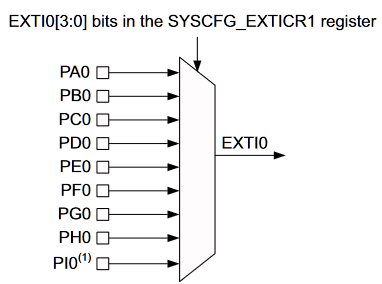 EXTI0[3:0] bits in the SYSCFG_EXTICR1 register
PA0
PB0
PC0
PD0
EXTI0
PE0
PF0
PG0
PH0
PI0(1)